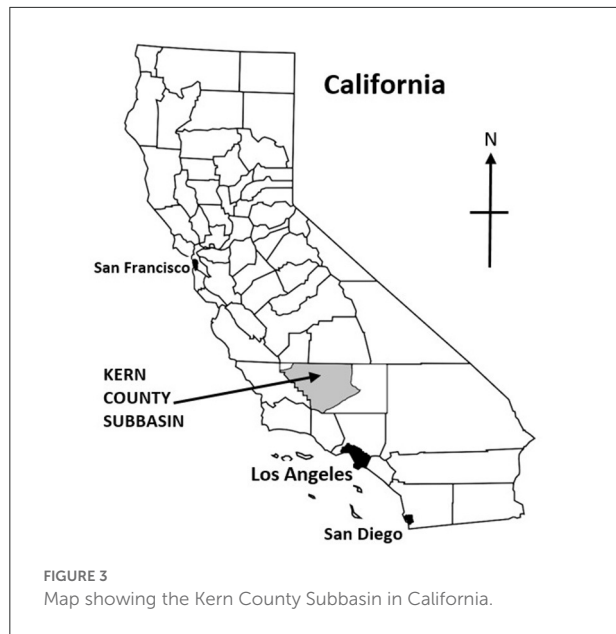 California
N
San Francisco
KERN
COUNTY
SUBBASIN
Los Angeles
San Diego
FIGURE 3
Map showing the Kern County Subbasin in California.